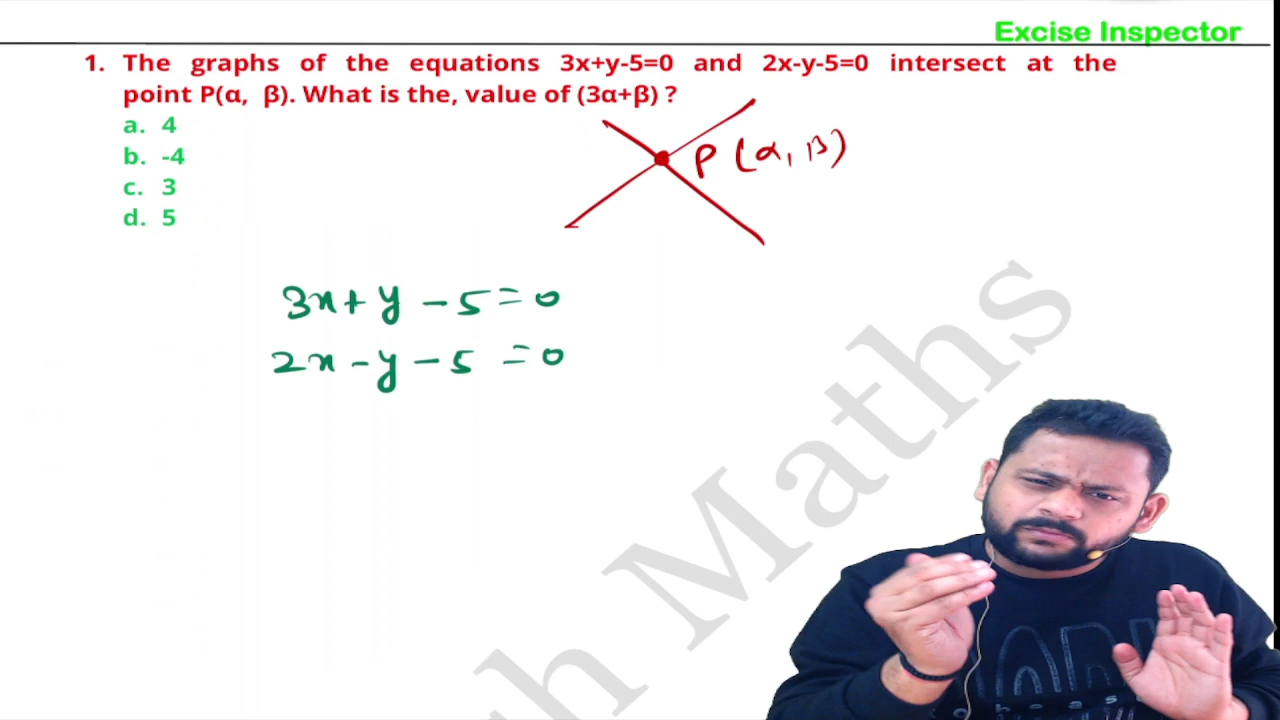 Excise Inspector
1. The graphs of the equations 3x+y-5=0 and 2x-y-5=0 intersect at the
point P(α, β). What is the, value of (3α+β) ?
a. 4
b. -4
c. 3
d. 5
P (α, β)
3x + y - 5 = 0
2x - y - 5 = 0
th Maths